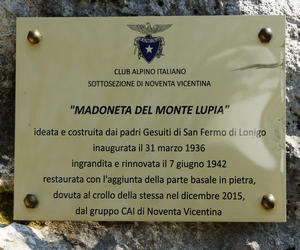 CLUB ALPINO ITALIANO
SOTTOSEZIONE DI NOVENTA VICENTINA
"MADONETA DEL MONTE LUPIA"
ideata e costruita dai padri Gesuiti di San Fermo di Lonigo
inaugurata il 31 marzo 1936
ingrandita e rinnovata il 7 giugno 1942
restaurata con l'aggiunta della parte basale in pietra,
dovuta al crollo della stessa nel dicembre 2015,
dal gruppo CAI di Noventa Vicentina